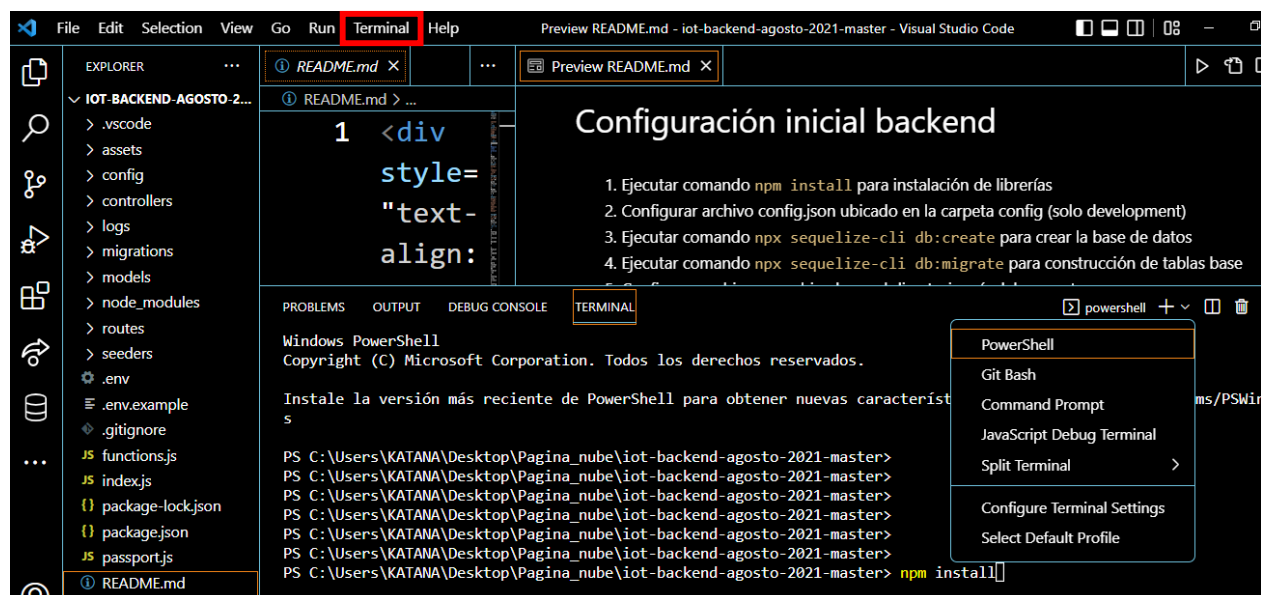 File Edit Selection View Go Run Terminal Help Preview README.md - iot-backend-agosto-2021-master - Visual Studio Code
EXPLORER ...
IOT-BACKEND-AGOSTO-2...
> .vscode
> assets
> config
> controllers
> logs
> migrations
> models
> node_modules
> routes
> seeders
.env
.env.example
.gitignore
JS functions.js
JS index.js
{} package-lock.json
{} package.json
JS passport.js
README.md
README.md ...
README.md > ...
1 <div
style=
"text-
align:
Preview README.md
Configuración inicial backend
1. Ejecutar comando npm install para instalación de librerías
2. Configurar archivo config.json ubicado en la carpeta config (solo development)
3. Ejecutar comando npx sequelize-cli db:create para crear la base de datos
4. Ejecutar comando npx sequelize-cli db:migrate para construcción de tablas base
PROBLEMS OUTPUT DEBUG CONSOLE TERMINAL powershell
Windows PowerShell
Copyright (C) Microsoft Corporation. Todos los derechos reservados.
Instale la versión más reciente de PowerShell para obtener nuevas característ ms/PSWir
s
PS C:\Users\KATANA\Desktop\Pagina_nube\iot-backend-agosto-2021-master>
PS C:\Users\KATANA\Desktop\Pagina_nube\iot-backend-agosto-2021-master>
PS C:\Users\KATANA\Desktop\Pagina_nube\iot-backend-agosto-2021-master>
PS C:\Users\KATANA\Desktop\Pagina_nube\iot-backend-agosto-2021-master>
PS C:\Users\KATANA\Desktop\Pagina_nube\iot-backend-agosto-2021-master>
PS C:\Users\KATANA\Desktop\Pagina_nube\iot-backend-agosto-2021-master>
PS C:\Users\KATANA\Desktop\Pagina_nube\iot-backend-agosto-2021-master> npm install
PowerShell
Git Bash
Command Prompt
JavaScript Debug Terminal
Split Terminal >
Configure Terminal Settings
Select Default Profile